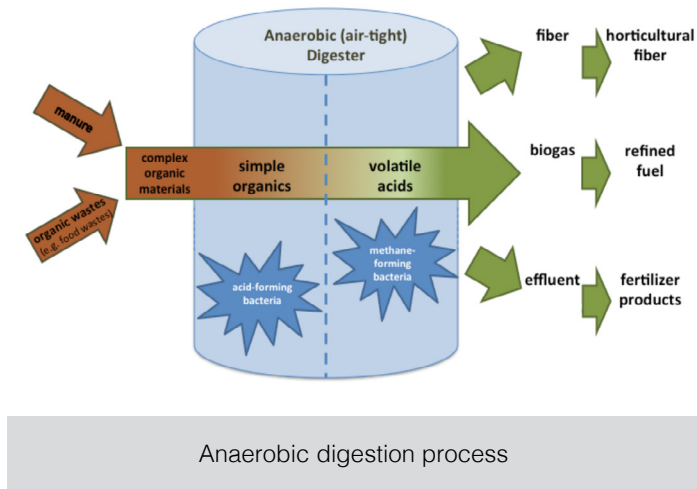 Anaerobic (air-tight)
Digester
fiber
horticultural
fiber
manure
complex
organic
materials
simple
organics
volatile
acids
biogas
refined
fuel
organic wastes
(e.g. food wastes)
acid-forming
bacteria
methane-
forming
bacteria
effluent
fertilizer
products
Anaerobic digestion process